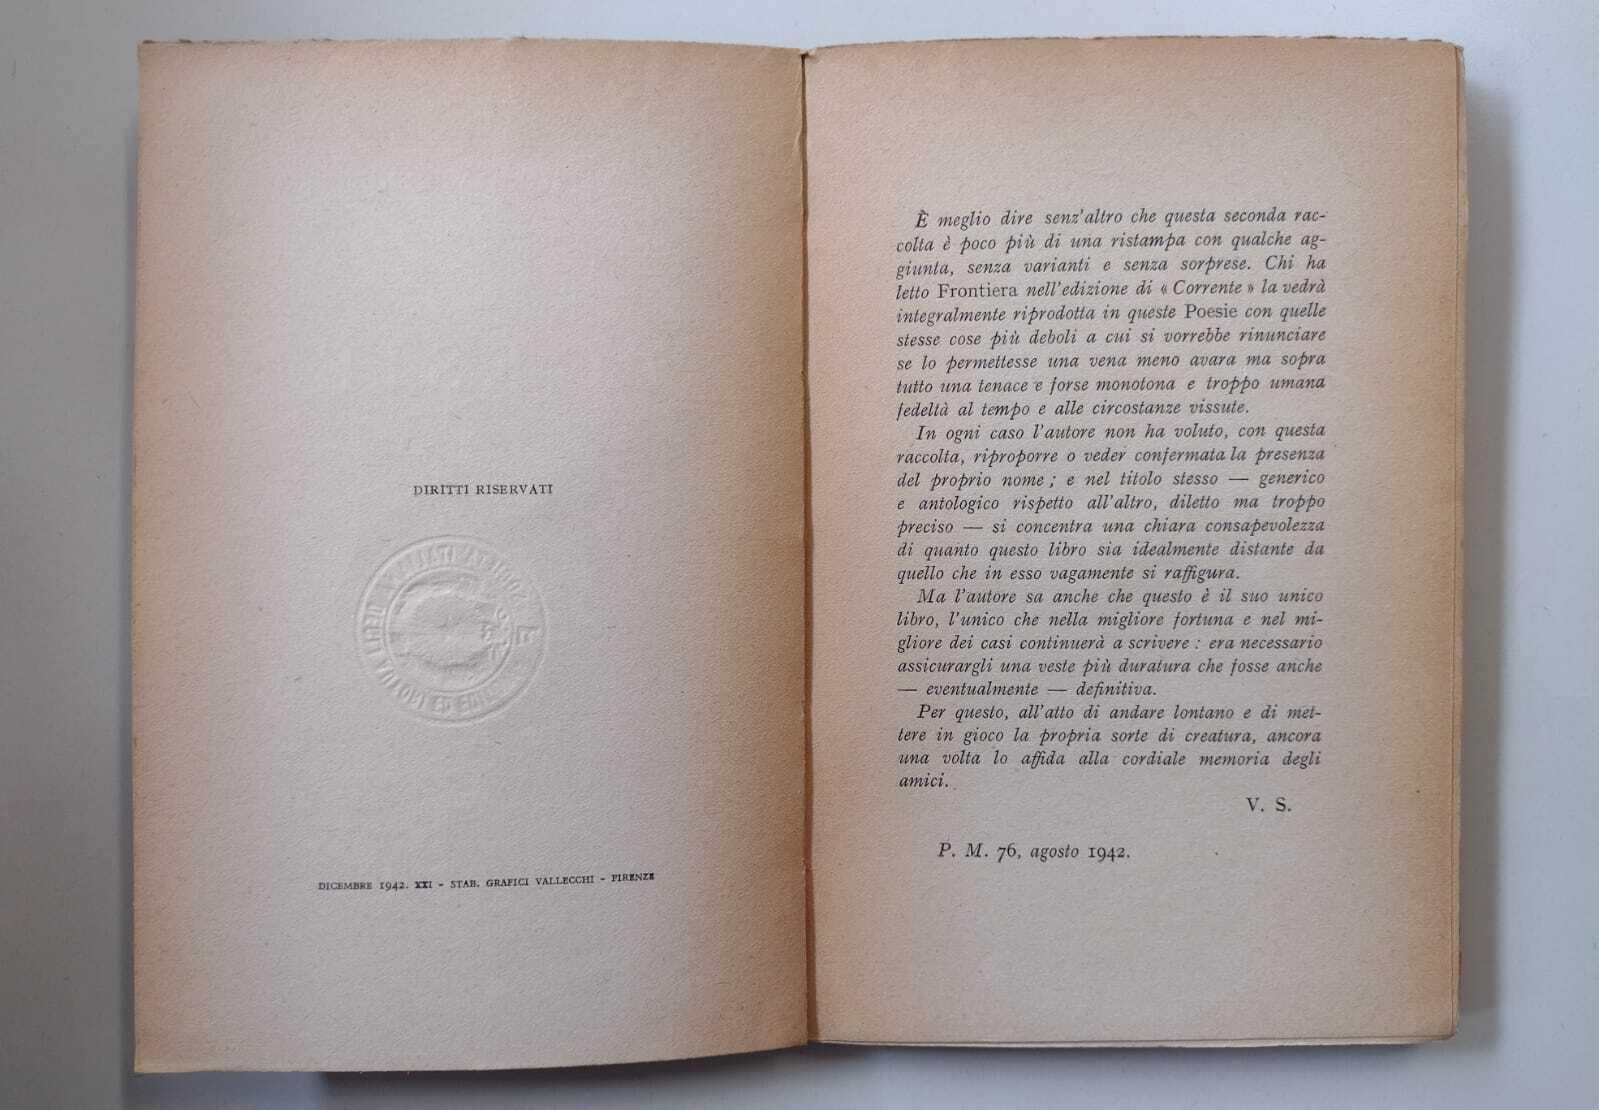 DIRITTI RISERVATI
DICEMBRE 1942. XXI - STAB. GRAFICI VALLECCHI - FIRENZE
È meglio dire senz'altro che questa seconda rac-
colta è poco più di una ristampa con qualche ag-
giunta, senza varianti e senza sorprese. Chi ha
letto Frontiera nell'edizione di « Corrente » la vedrà
integralmente riprodotta in queste Poesie con quelle
stesse cose più deboli a cui si vorrebbe rinunciare
se lo permettesse una vena meno avara ma sopra
tutto una tenace e forse monotona e troppo umana
fedeltà al tempo e alle circostanze vissute.
In ogni caso l'autore non ha voluto, con questa
raccolta, riproporre o veder confermata la presenza
del proprio nome ; e nel titolo stesso — generico
e antologico rispetto all'altro, diletto ma troppo
preciso — si concentra una chiara consapevolezza
di quanto questo libro sia idealmente distante da
quello che in esso vagamente si raffigura.
Ma l'autore sa anche che questo è il suo unico
libro, l'unico che nella migliore fortuna e nel mi-
gliore dei casi continuerà a scrivere : era necessario
assicurargli una veste più duratura che fosse anche
— eventualmente — definitiva.
Per questo, all'atto di andare lontano e di met-
tere in gioco la propria sorte di creatura, ancora
una volta lo affida alla cordiale memoria degli
amici.
V. S.
P. M. 76, agosto 1942.